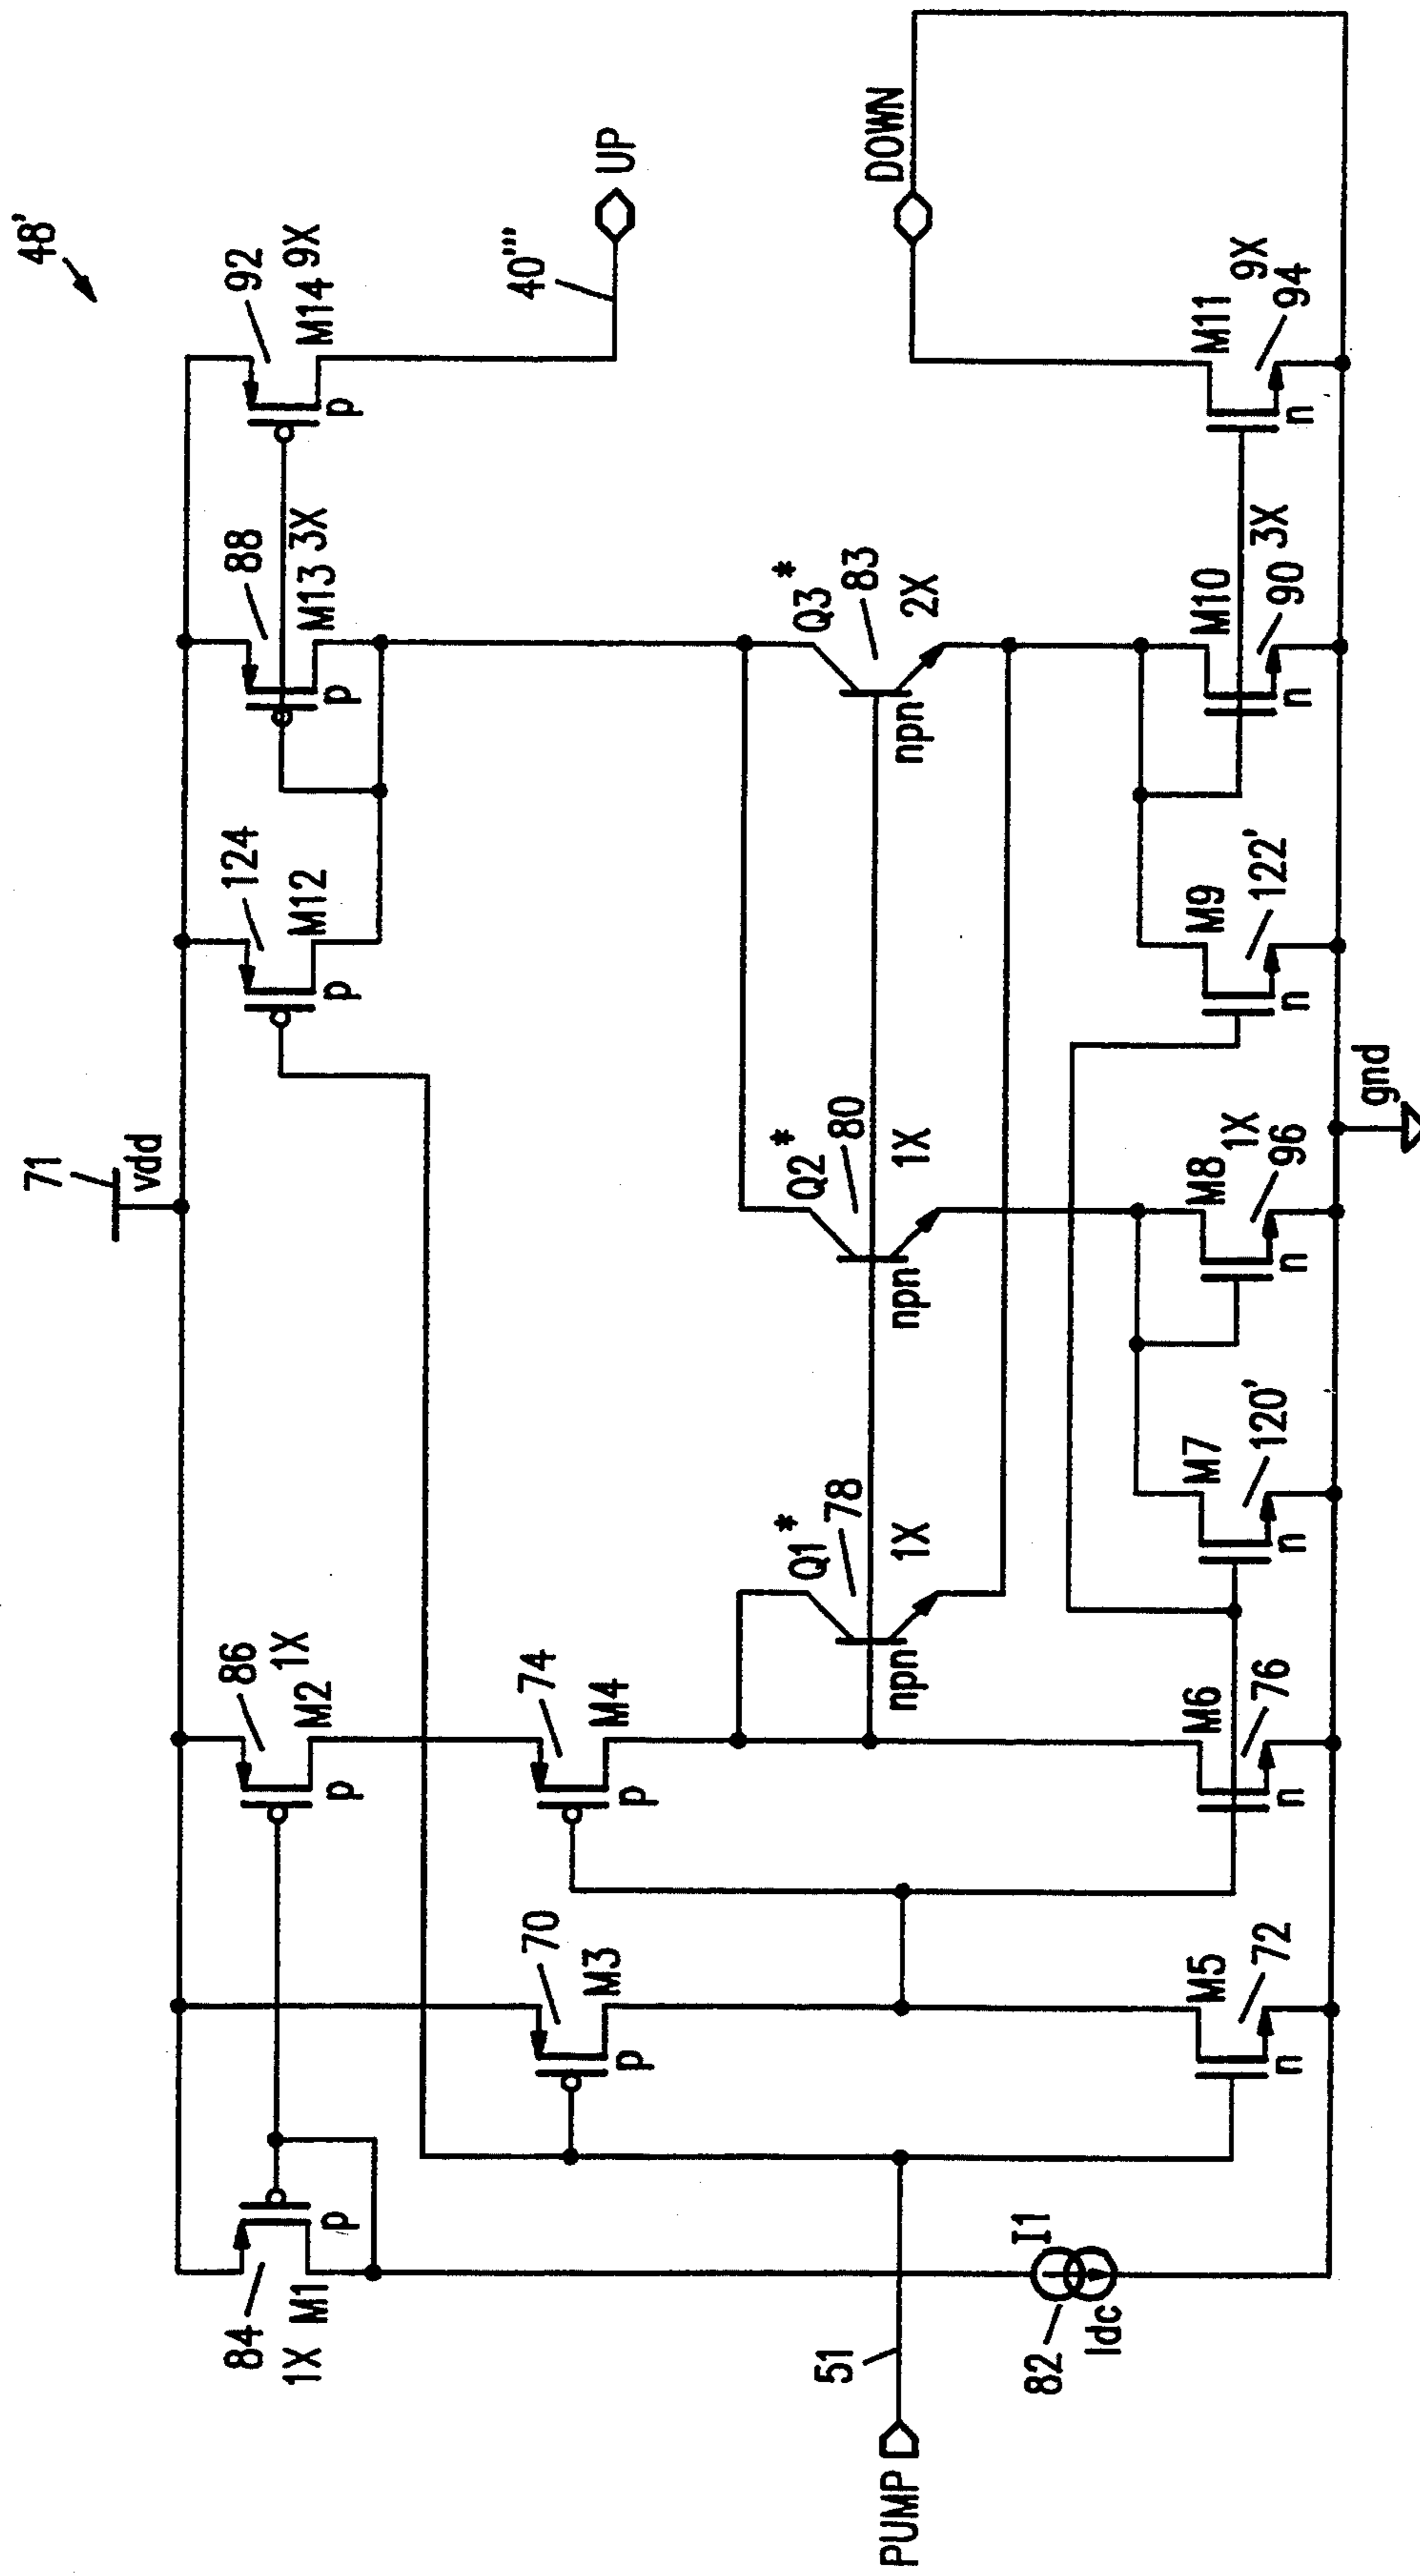 48'
71
vdd
84
1X M1
p
86
1X
M2
p
124
M12
p
88
M13 3X
p
92
M14 9X
p
40'''
UP
70
M3
p
74
M4
p
Q1*
78
npn
1X
Q2*
80
npn
1X
Q3*
83
npn
2X
DOWN
51
PUMP
82
I1
Idc
M5
72
n
M6
76
n
M7
120'
n
M8
1X
96
n
M9
122'
n
M10
3X
90
n
M11
9X
94
n
gnd